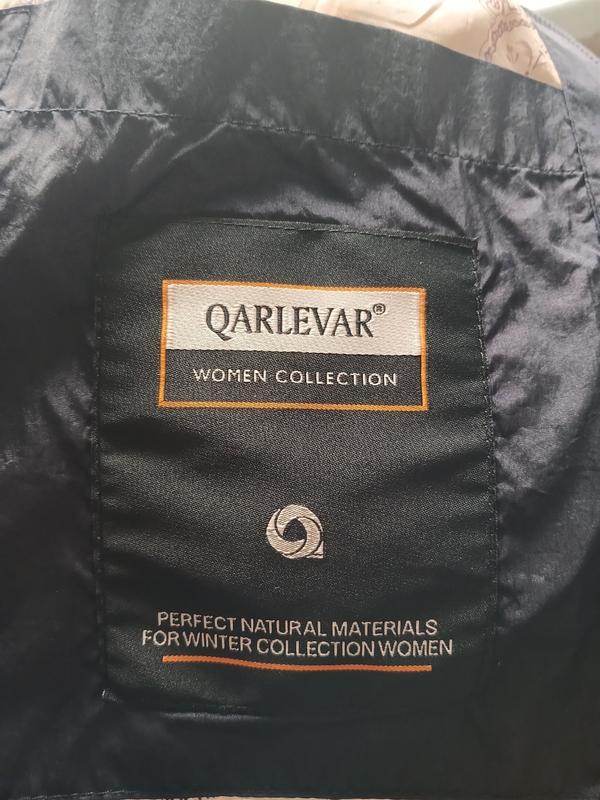 QARLEVAR®
WOMEN COLLECTION
PERFECT NATURAL MATERIALS
FOR WINTER COLLECTION WOMEN